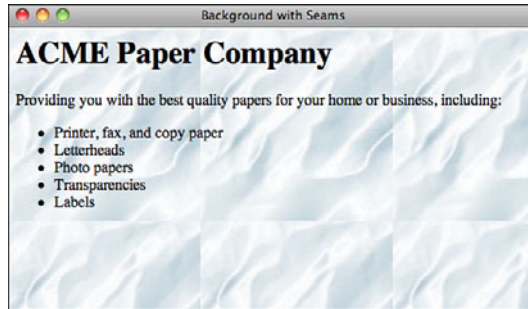 Background with Seams
ACME Paper Company
Providing you with the best quality papers for your home or business, including:
• Printer, fax, and copy paper
• Letterheads
• Photo papers
• Transparencies
• Labels